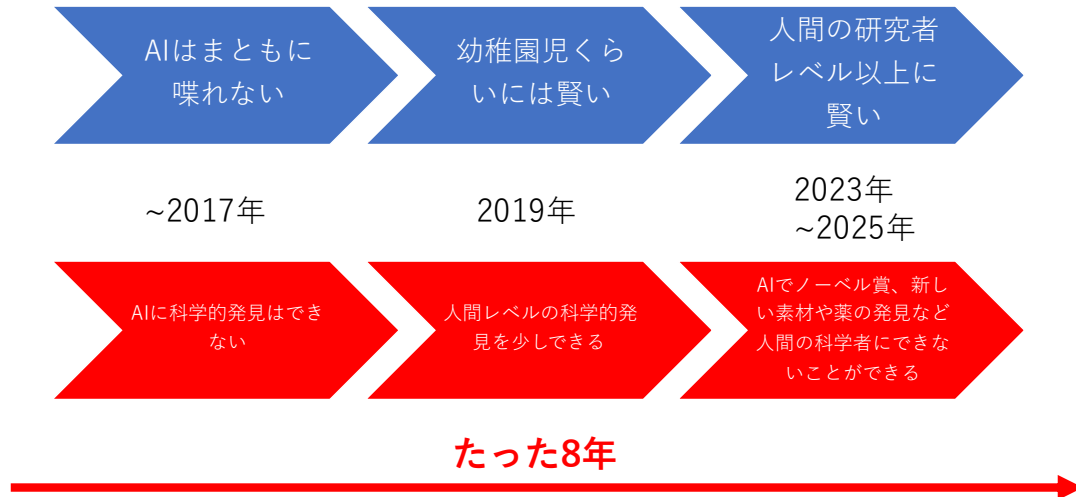 AIはまともに
喋れない
幼稚園児くら
いには賢い
人間の研究者
レベル以上に
賢い
~2017年
2019年
2023年
~2025年
AIに科学的発見はでき
ない
人間レベルの科学的発
見を少しできる
AIでノーベル賞、新し
い素材や薬の発見など
人間の科学者にできな
いことができる
たった8年